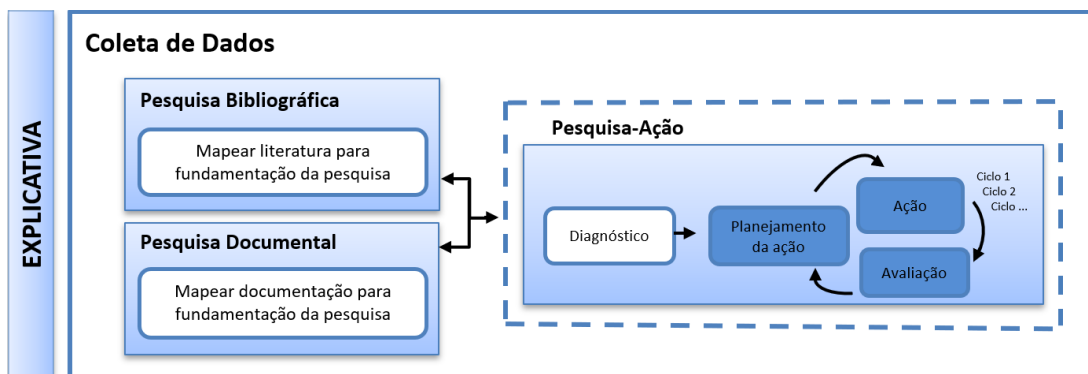 EXPLICATIVA
Coleta de Dados
Pesquisa Bibliográfica
Mapear literatura para
fundamentação da pesquisa
Pesquisa Documental
Mapear documentação para
fundamentação da pesquisa
Pesquisa-Ação
Diagnóstico
Planejamento
da ação
Ação
Avaliação
Ciclo 1
Ciclo 2
Ciclo ...